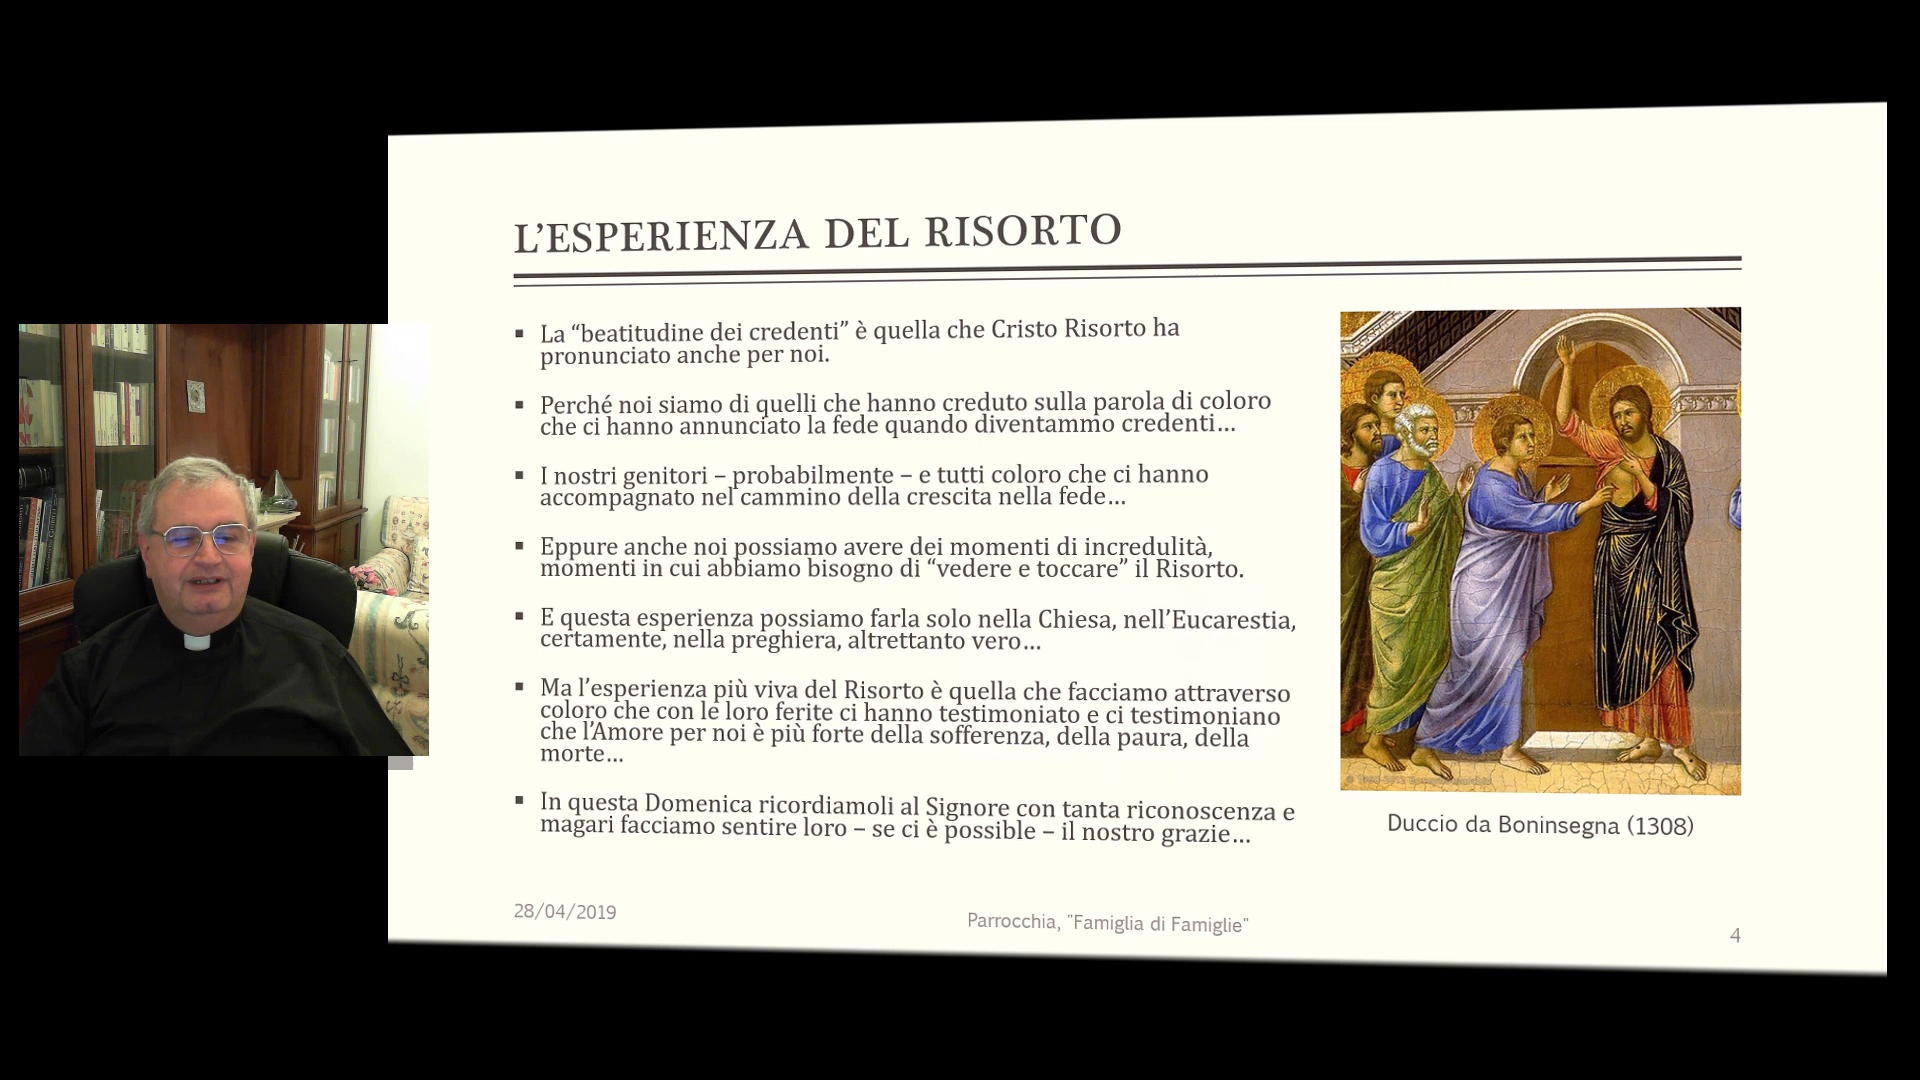 L'ESPERIENZA DEL RISORTO
▪ La “beatitudine dei credenti” è quella che Cristo Risorto ha
pronunciato anche per noi.
▪ Perché noi siamo di quelli che hanno creduto sulla parola di coloro
che ci hanno annunciato la fede quando diventammo credenti…
▪ I nostri genitori – probabilmente – e tutti coloro che ci hanno
accompagnato nel cammino della crescita nella fede…
▪ Eppure anche noi possiamo avere dei momenti di incredulità,
momenti in cui abbiamo bisogno di “vedere e toccare” il Risorto.
▪ E questa esperienza possiamo farla solo nella Chiesa, nell’Eucarestia,
certamente, nella preghiera, altrettanto vero…
▪ Ma l’esperienza più viva del Risorto è quella che facciamo attraverso
coloro che con le loro ferite ci hanno testimoniato e ci testimoniano
che l’Amore per noi è più forte della sofferenza, della paura, della
morte…
▪ In questa Domenica ricordiamoli al Signore con tanta riconoscenza e
magari facciamo sentire loro – se ci è possible – il nostro grazie…
Duccio da Boninsegna (1308)
28/04/2019
Parrocchia, "Famiglia di Famiglie"
4